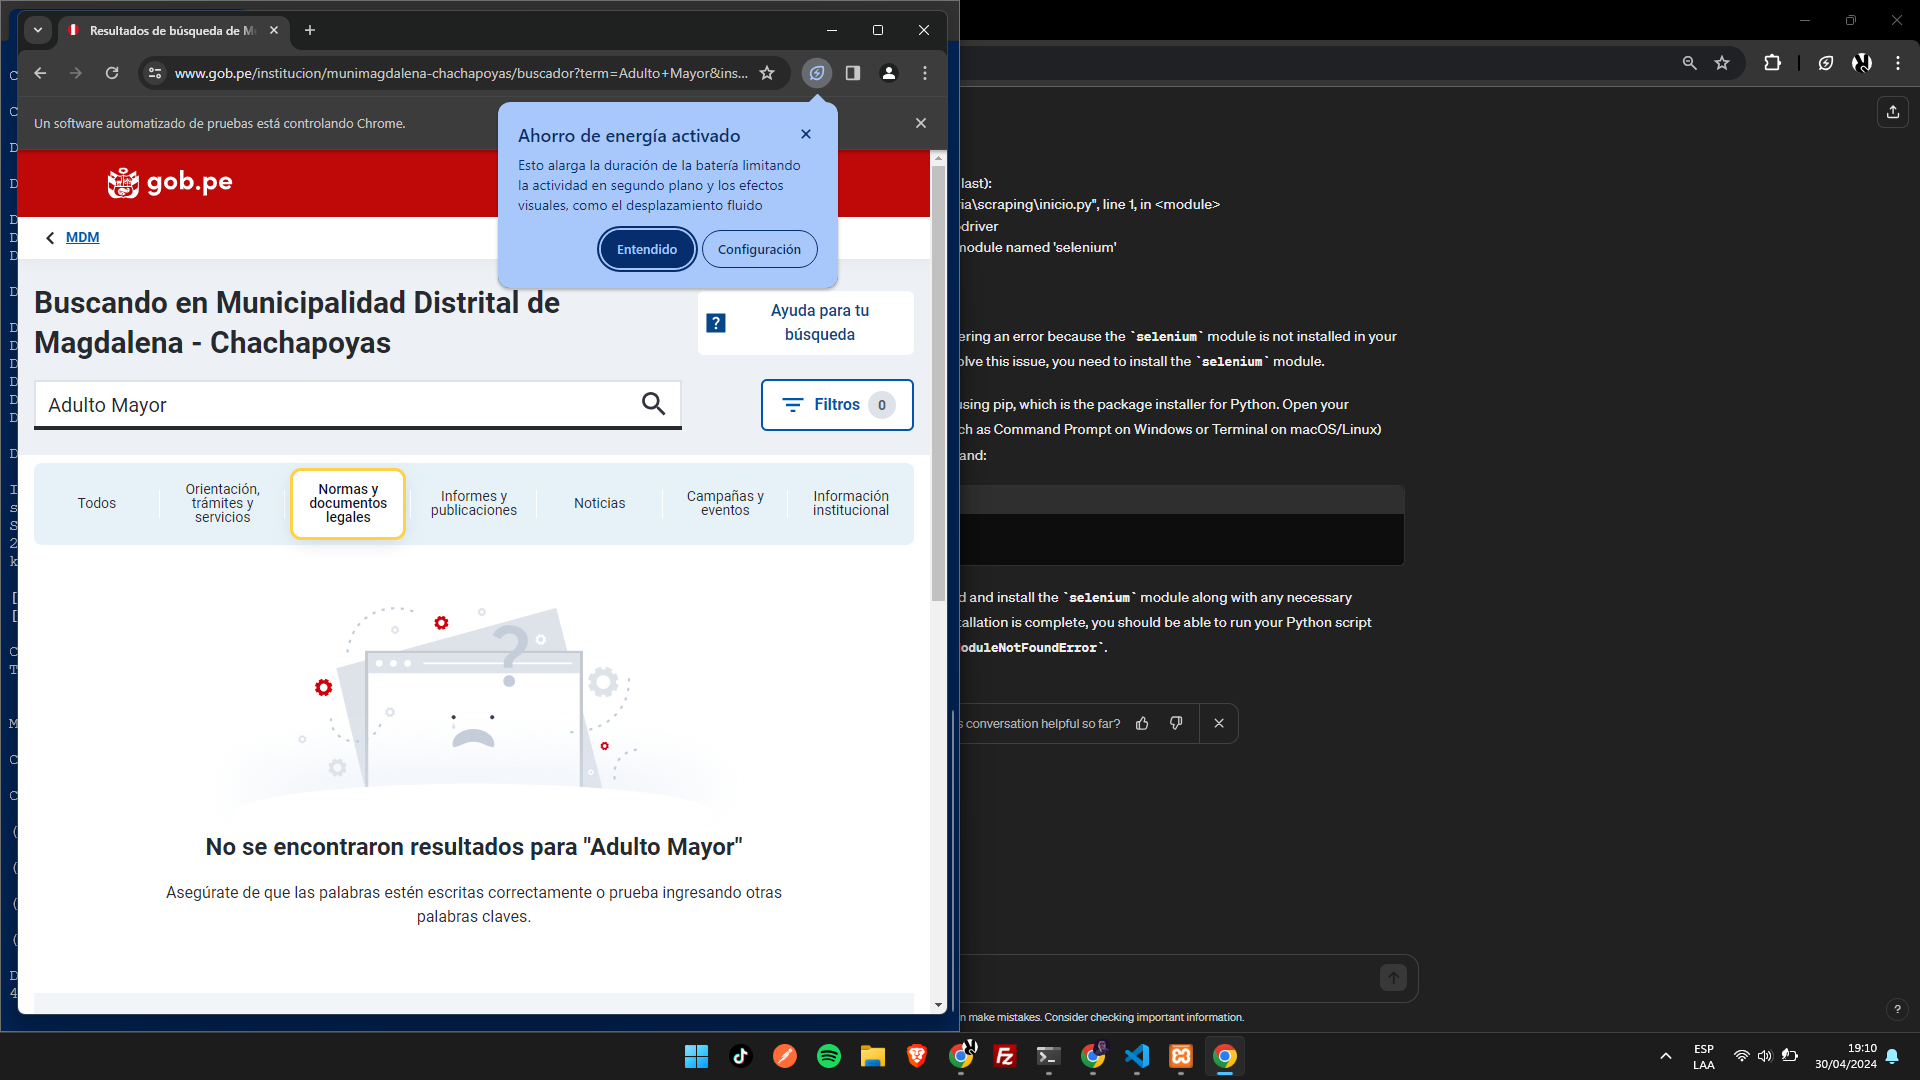 Resultados de búsqueda de M
www.gob.pe/institucion/munimagdalena-chachapoyas/buscador?term=Adulto+Mayor&ins...
Un software automatizado de pruebas está controlando Chrome.
Ahorro de energía activado
Esto alarga la duración de la batería limitando
la actividad en segundo plano y los efectos
visuales, como el desplazamiento fluido
Entendido
Configuración
gob.pe
MDM
Buscando en Municipalidad Distrital de
Magdalena - Chachapoyas
? Ayuda para tu
búsqueda
Adulto Mayor
Filtros 0
Todos
Orientación,
trámites y
servicios
Normas y
documentos
legales
Informes y
publicaciones
Noticias
Campañas y
eventos
Información
institucional
?
No se encontraron resultados para "Adulto Mayor"
Asegúrate de que las palabras estén escritas correctamente o prueba ingresando otras
palabras claves.
last):
ia\scraping\inicio.py", line 1, in <module>
driver
module named 'selenium'
ering an error because the `selenium` module is not installed in your
olve this issue, you need to install the `selenium` module.
using pip, which is the package installer for Python. Open your
ch as Command Prompt on Windows or Terminal on macOS/Linux)
and:
d and install the `selenium` module along with any necessary
tallation is complete, you should be able to run your Python script
oduleNotFoundError`.
s conversation helpful so far?
n make mistakes. Consider checking important information.
?
ESP
LAA
19:10
30/04/2024